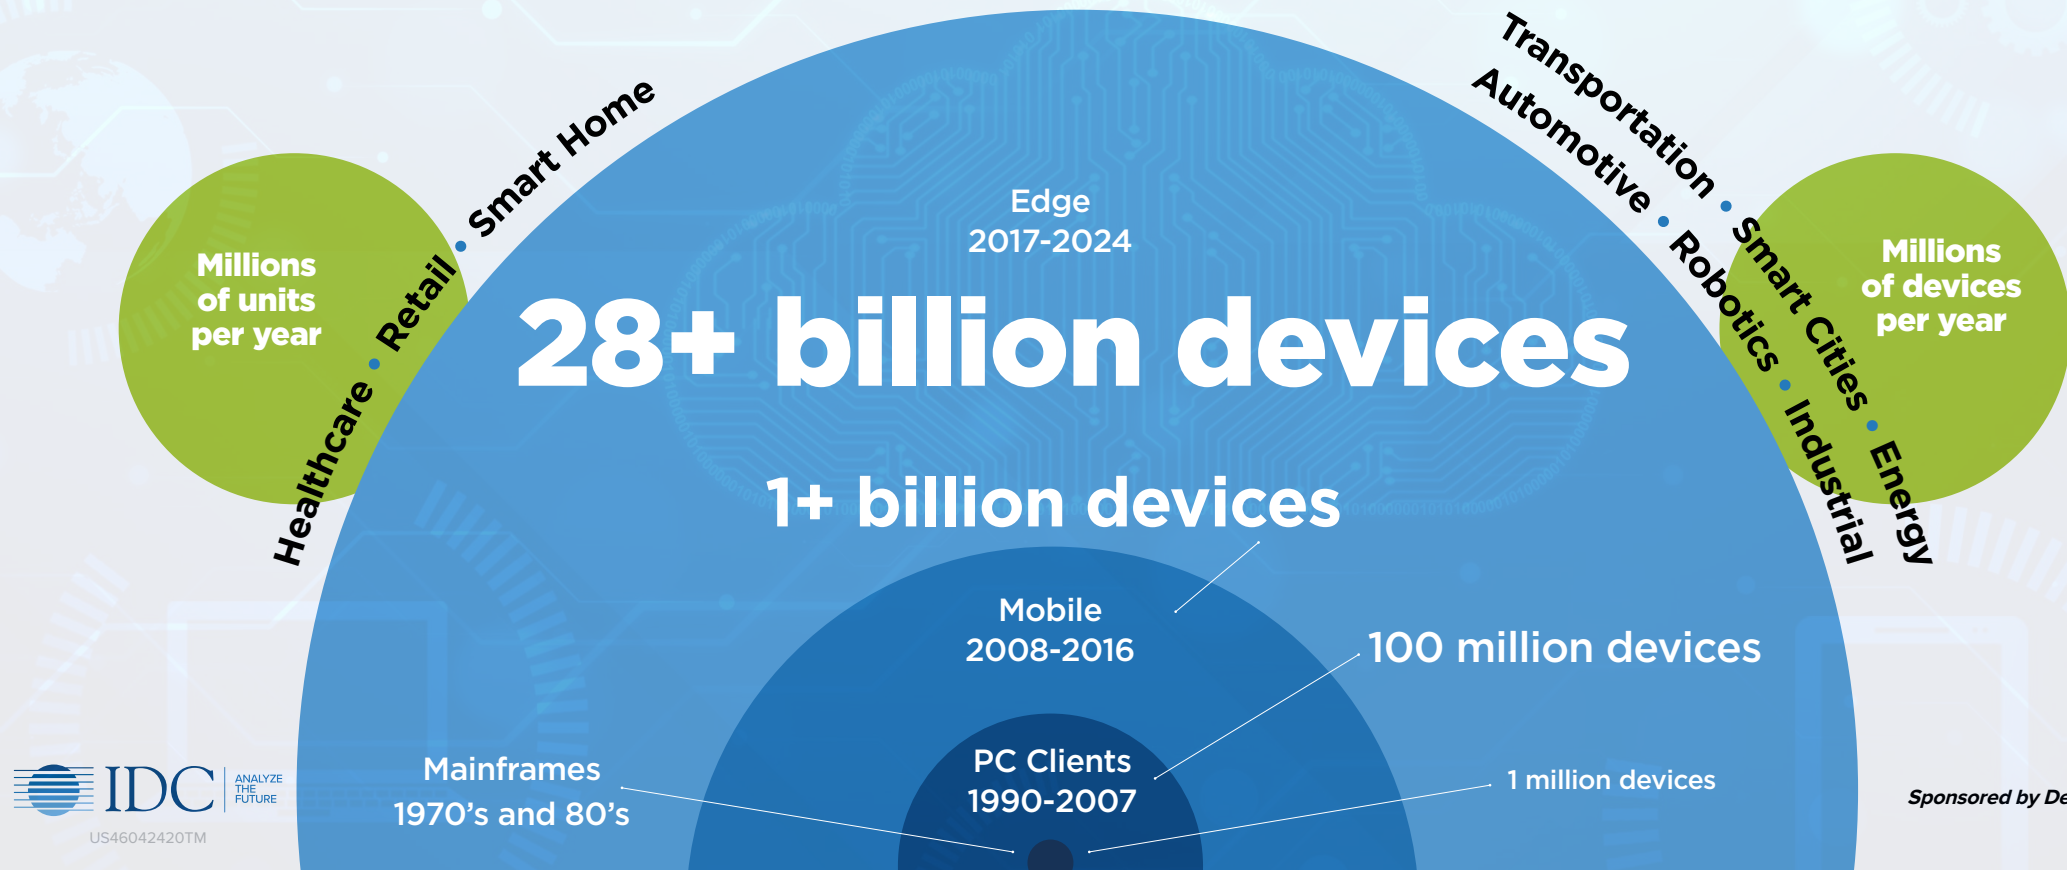 Transportation • Smart Cities • Energy
Automotive • Robotics • Industrial
Healthcare • Retail • Smart Home
Millions
of units
per year
Edge
2017-2024
28+ billion devices
Millions
of devices
per year
1+ billion devices
Mobile
2008-2016
100 million devices
PC Clients
1990-2007
Mainframes
1970's and 80's
1 million devices
IDC
ANALYZE
THE
FUTURE
US46042420TM
Sponsored by